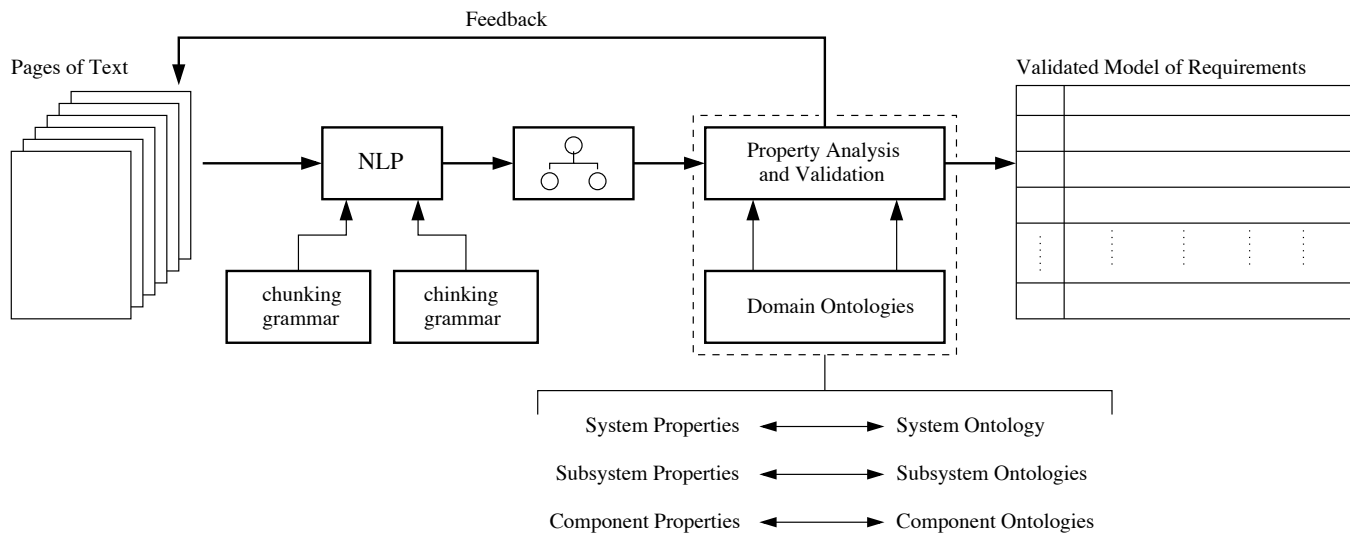 Feedback
Pages of Text
Validated Model of Requirements
NLP
Property Analysis
and Validation
chunking
grammar
chinking
grammar
Domain Ontologies
System Properties
System Ontology
Subsystem Properties
Subsystem Ontologies
Component Properties
Component Ontologies